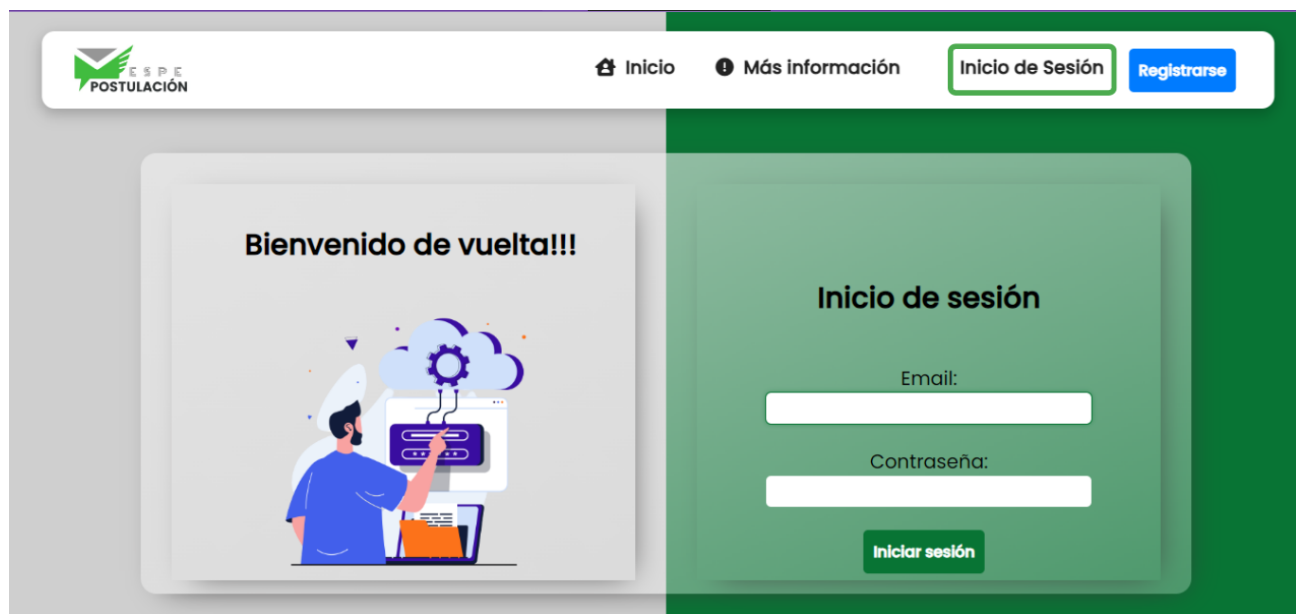 ESPE
POSTULACIÓN
Inicio
Más información
Inicio de Sesión
Registrarse
Bienvenido de vuelta!!!
Inicio de sesión
Email:
Contraseña:
Iniciar sesión